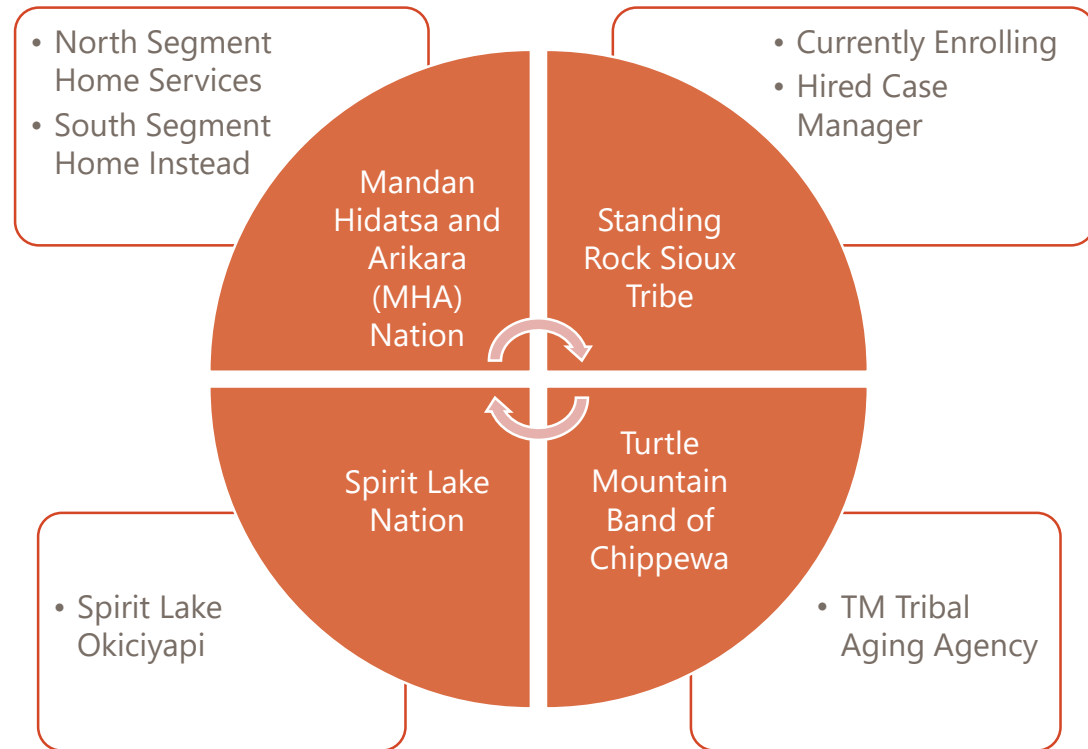 • North Segment
Home Services
• South Segment
Home Instead
• Currently Enrolling
• Hired Case
Manager
Mandan
Hidatsa and
Arikara
(MHA)
Nation
Standing
Rock Sioux
Tribe
Spirit Lake
Nation
Turtle
Mountain
Band of
Chippewa
• Spirit Lake
Okiciyapi
• TM Tribal
Aging Agency